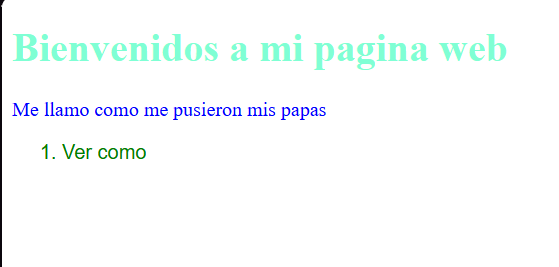 Bienvenidos a mi pagina web
Me llamo como me pusieron mis papas
1. Ver como